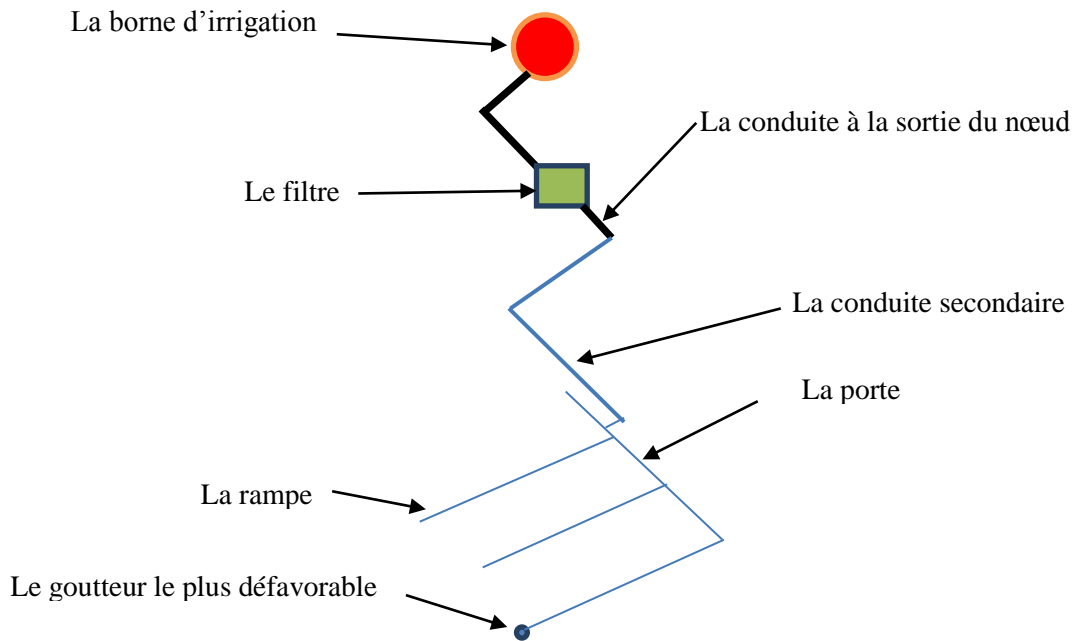 La borne d'irrigation
La conduite à la sortie du nœud
Le filtre
La conduite secondaire
La porte
La rampe
Le goutteur le plus défavorable